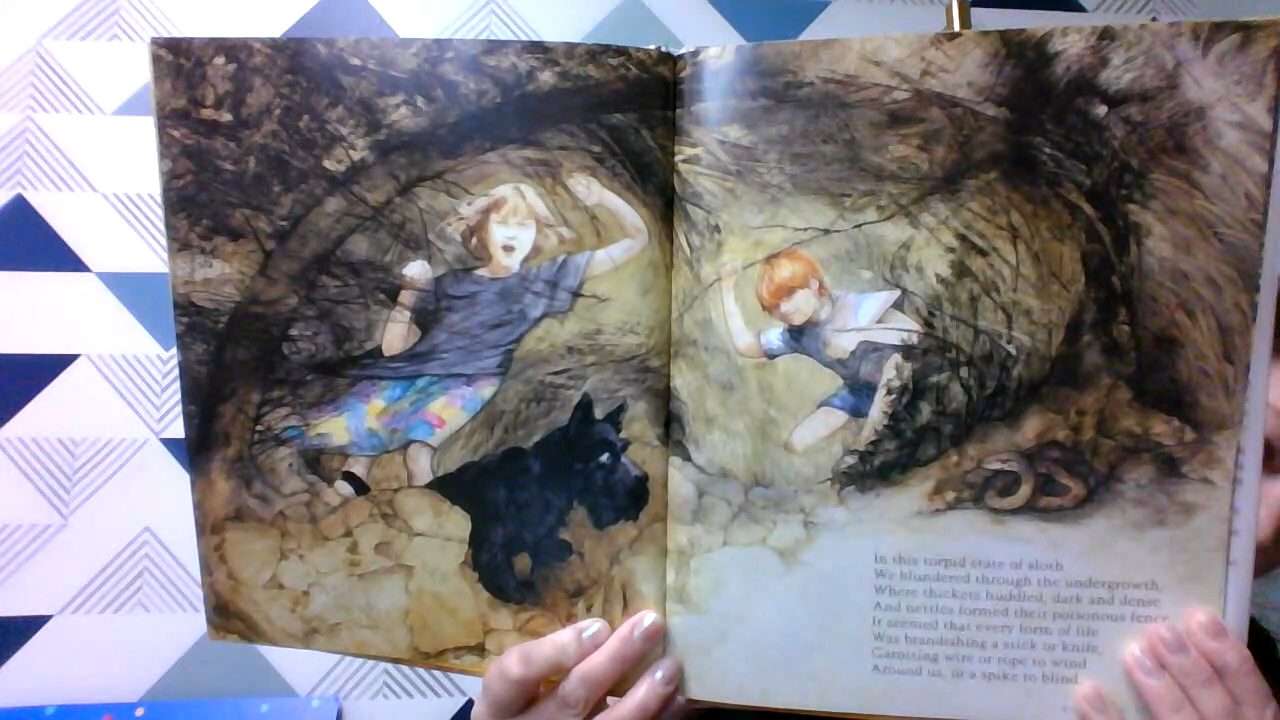 In this torpid state of sloth
We blundered through the undergrowth,
Where thickets huddled, dark and dense
And nettles formed their poisonous fence.
It seemed that every form of life
Was brandishing a stick or knife,
Garotting wire or rope to wind
Around us, or a spike to blind.